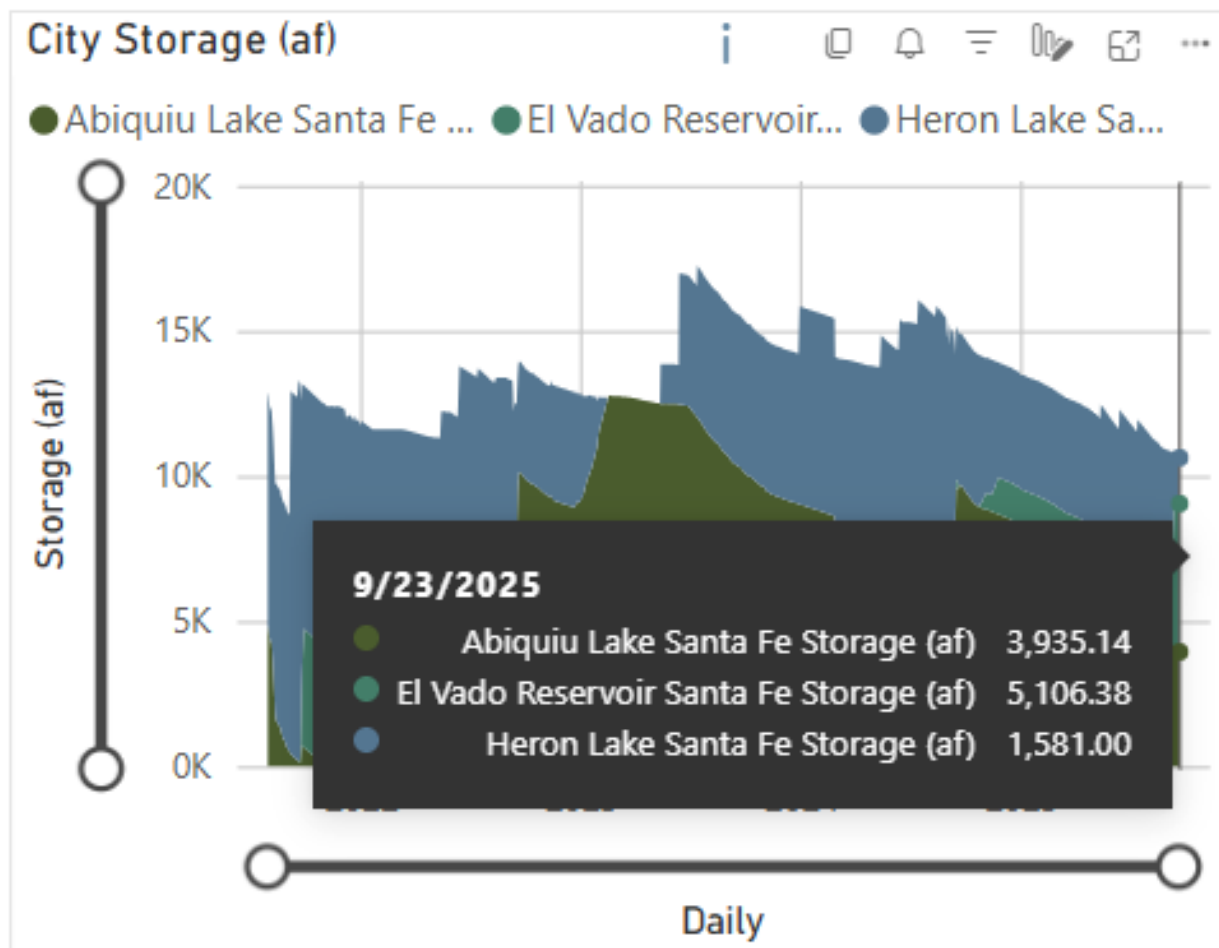 City Storage (af)
Abiquiu Lake Santa Fe ... El Vado Reservoir... Heron Lake Sa...
20K
15K
10K
5K
0K
Storage (af)
9/23/2025
Abiquiu Lake Santa Fe Storage (af) 3,935.14
El Vado Reservoir Santa Fe Storage (af) 5,106.38
Heron Lake Santa Fe Storage (af) 1,581.00
Daily